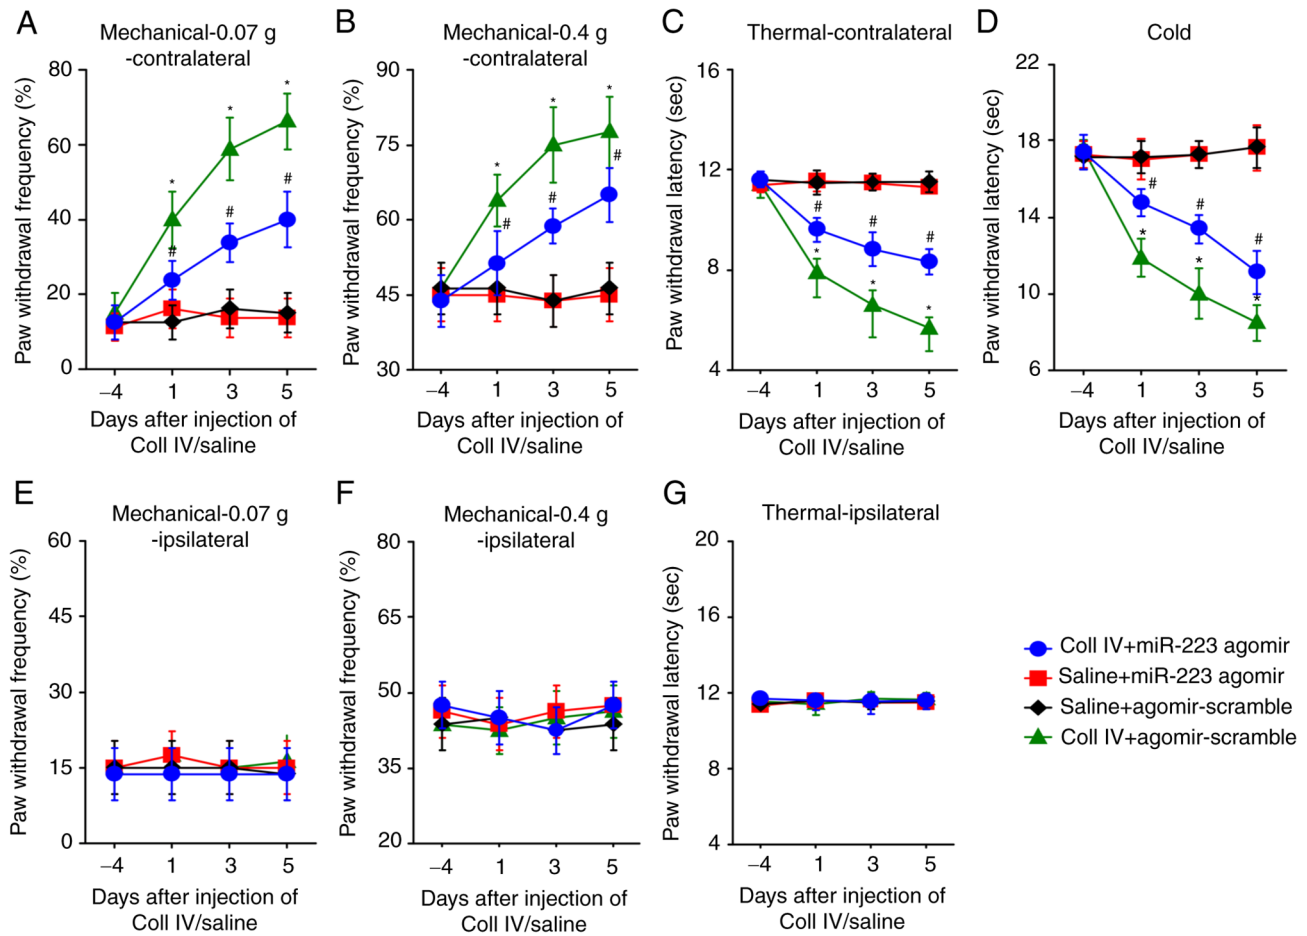 A
Mechanical-0.07 g
-contralateral
Paw withdrawal frequency (%)
80
60
40
20
0
*
*
*
#
#
#
–4
1
3
5
Days after injection of
Coll IV/saline
B
Mechanical-0.4 g
-contralateral
Paw withdrawal frequency (%)
90
75
60
45
30
*
*
*
#
#
#
–4
1
3
5
Days after injection of
Coll IV/saline
C
Thermal-contralateral
Paw withdrawal latency (sec)
16
12
8
4
#
#
#
*
*
*
–4
1
3
5
Days after injection of
Coll IV/saline
D
Cold
Paw withdrawal latency (sec)
22
18
14
10
6
#
#
#
*
*
*
–4
1
3
5
Days after injection of
Coll IV/saline
E
Mechanical-0.07 g
-ipsilateral
Paw withdrawal frequency (%)
60
45
30
15
0
–4
1
3
5
Days after injection of
Coll IV/saline
F
Mechanical-0.4 g
-ipsilateral
Paw withdrawal frequency (%)
80
65
50
35
20
–4
1
3
5
Days after injection of
Coll IV/saline
G
Thermal-ipsilateral
Paw withdrawal latency (sec)
20
16
12
8
4
–4
1
3
5
Days after injection of
Coll IV/saline
Coll IV+miR-223 agomir
Saline+miR-223 agomir
Saline+agomir-scramble
Coll IV+agomir-scramble